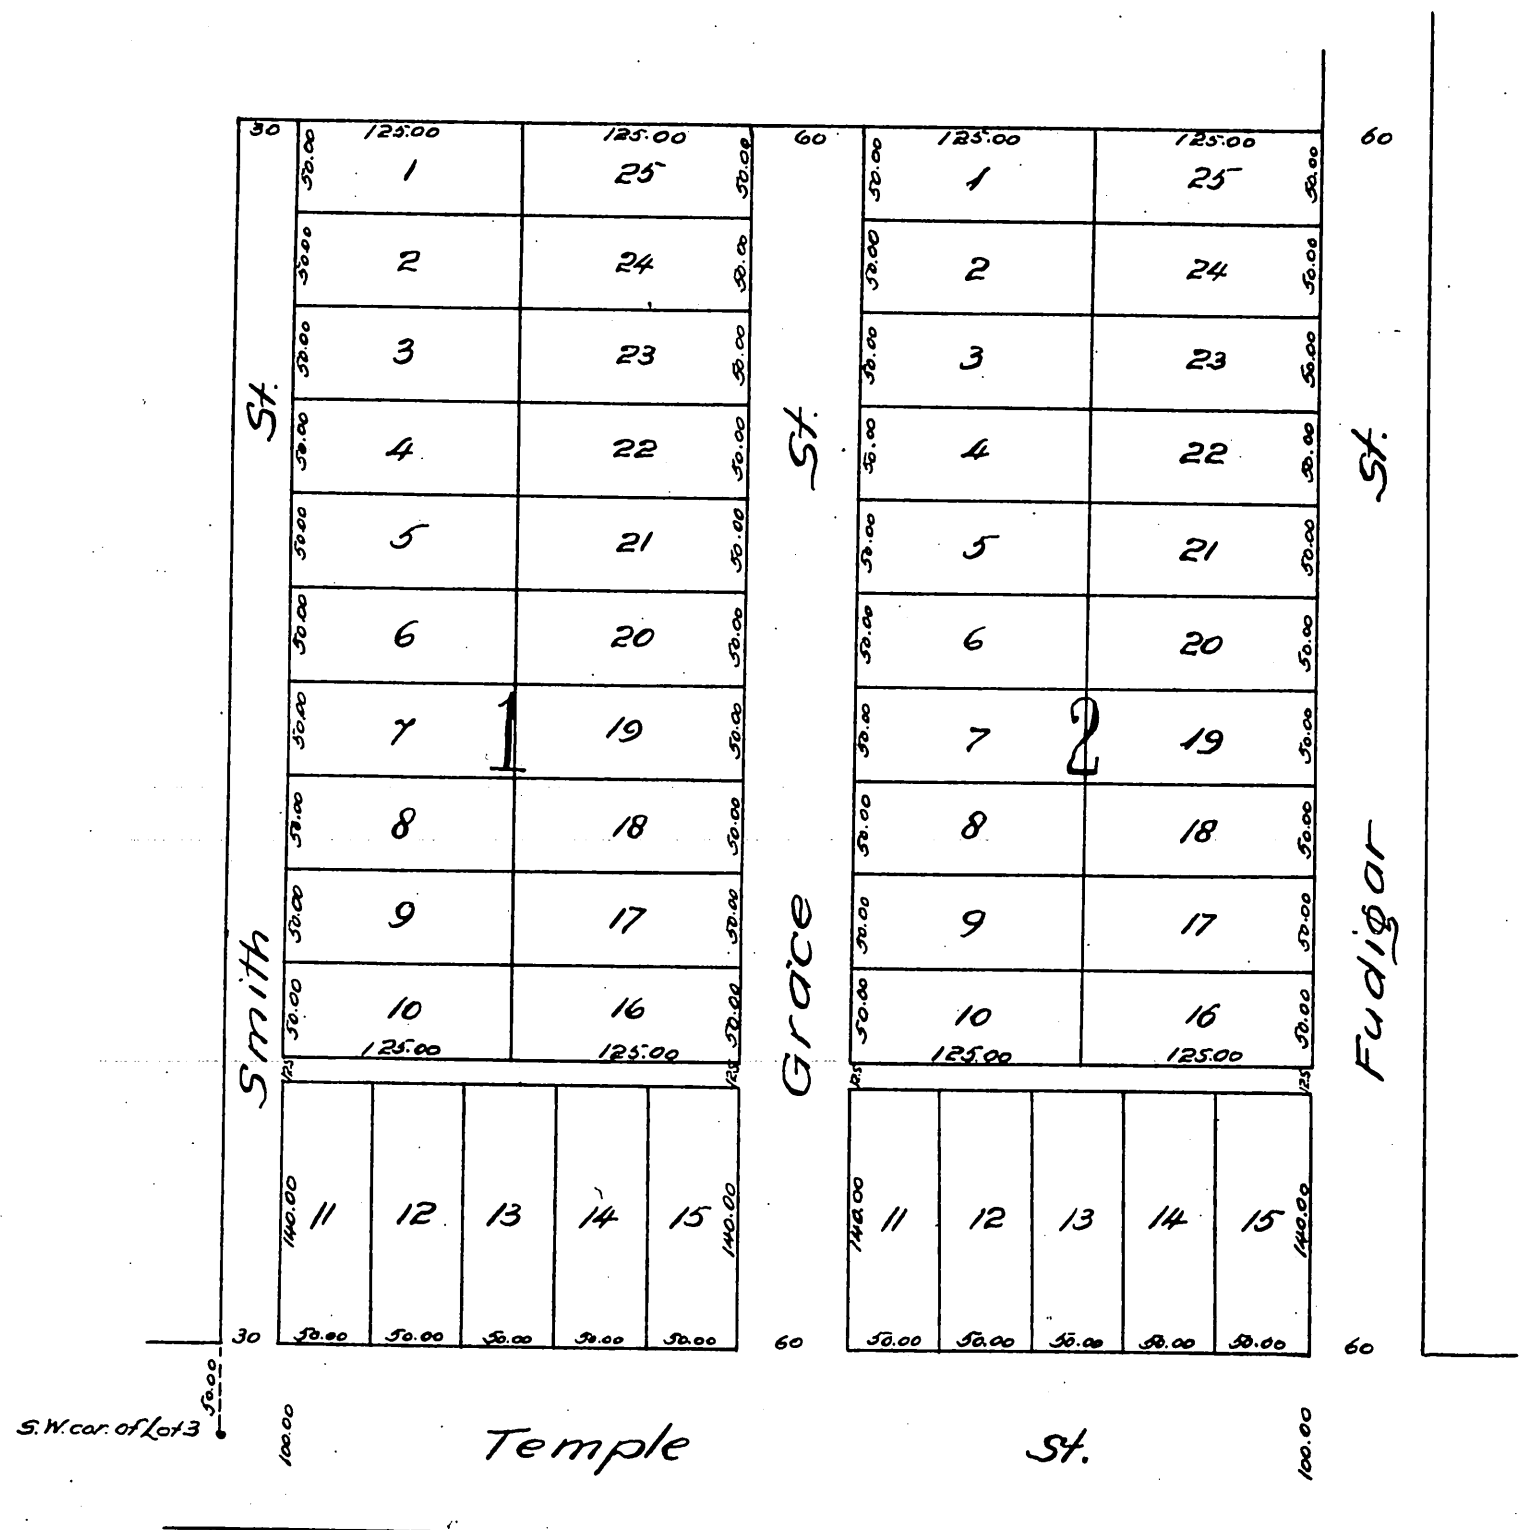 30 125.00 125.00 60 125.00 125.00 60
50.00 1 25 50.00 50.00 1 25 50.00
50.00 2 24 50.00 50.00 2 24 50.00
50.00 3 23 50.00 50.00 3 23 50.00
50.00 4 22 50.00 50.00 4 22 50.00
50.00 5 21 50.00 50.00 5 21 50.00
50.00 6 20 50.00 50.00 6 20 50.00
50.00 7 1 19 50.00 50.00 7 2 19 50.00
50.00 8 18 50.00 50.00 8 18 50.00
50.00 9 17 50.00 50.00 9 17 50.00
50.00 10 16 50.00 50.00 10 16 50.00
125.00 125.00 125.00 125.00
12.5 12.5 12.5 12.5
Smith St.
Grace St.
Fudigar St.
140.00 11 12 13 14 15 140.00 140.00 11 12 13 14 15 140.00
30 50.00 50.00 50.00 50.00 50.00 60 50.00 50.00 50.00 50.00 50.00 60
50.00
S.W. cor. of Lot 3
100.00 Temple St. 100.00